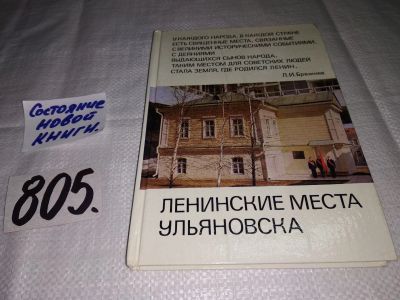 Состояние
новой
книги.
805.
У КАЖДОГО НАРОДА, В КАЖДОЙ СТРАНЕ
ЕСТЬ СВЯЩЕННЫЕ МЕСТА, СВЯЗАННЫЕ
С ВЕЛИКИМИ ИСТОРИЧЕСКИМИ СОБЫТИЯМИ,
С ДЕЯНИЯМИ
ВЫДАЮЩИХСЯ СЫНОВ НАРОДА.
ТАКИМ МЕСТОМ ДЛЯ СОВЕТСКИХ ЛЮДЕЙ
СТАЛА ЗЕМЛЯ, ГДЕ РОДИЛСЯ ЛЕНИН.
Л.И.Брежнев
ЛЕНИНСКИЕ МЕСТА
УЛЬЯНОВСКА